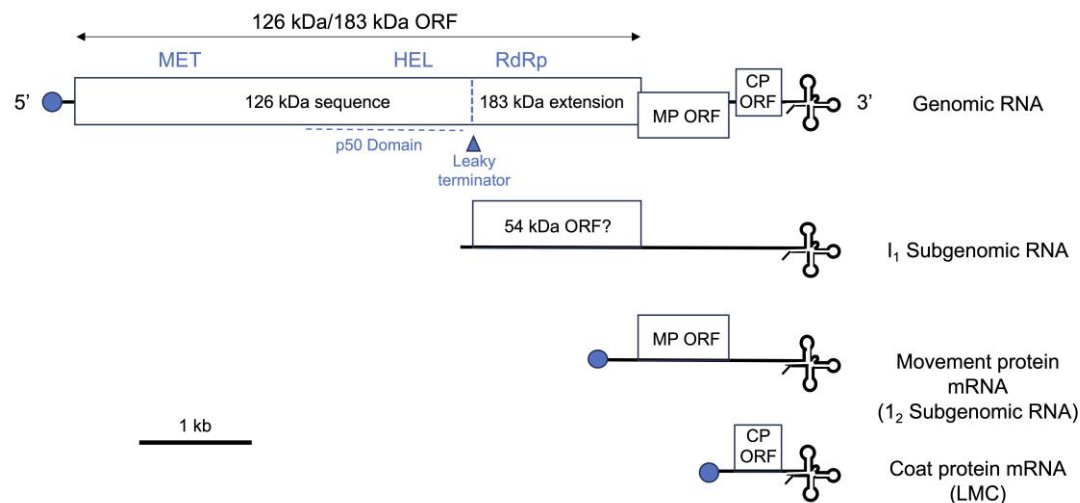 126 kDa/183 kDa ORF
MET HEL RdRp
5’ 126 kDa sequence 183 kDa extension MP ORF CP ORF 3’ Genomic RNA
p50 Domain
Leaky
terminator
54 kDa ORF?
I₁ Subgenomic RNA
MP ORF
Movement protein
mRNA
(1₂ Subgenomic RNA)
1 kb
CP
ORF
Coat protein mRNA
(LMC)